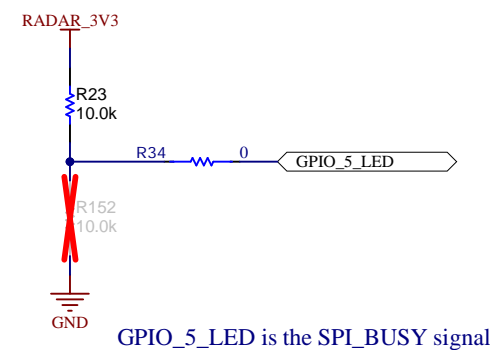 RADAR_3V3
R23
10.0k
R34 0
GPIO_5_LED
R152
10.0k
GND
GPIO_5_LED is the SPI_BUSY signal